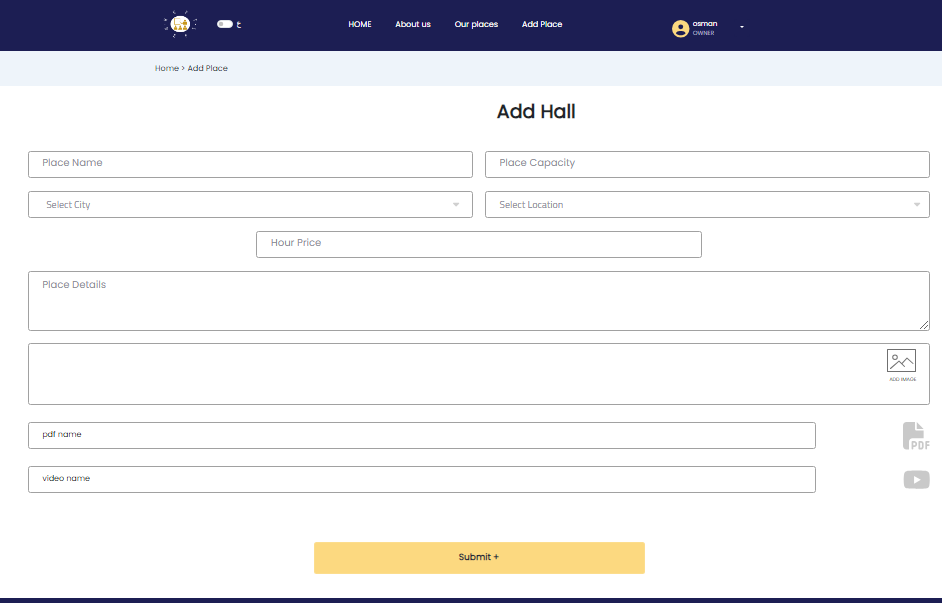 ع
HOME
About us
Our places
Add Place
osman
OWNER
Home > Add Place
Add Hall
Place Name
Place Capacity
Select City
Select Location
Hour Price
Place Details
ADD IMAGE
pdf name
PDF
video name
Submit +